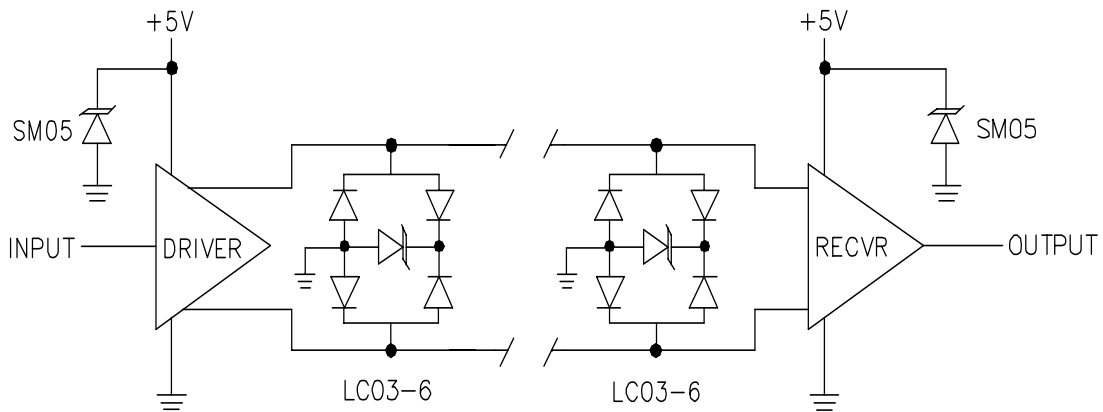 +5V
+5V
SM05
SM05
INPUT
DRIVER
RECVR
OUTPUT
LC03-6
LC03-6